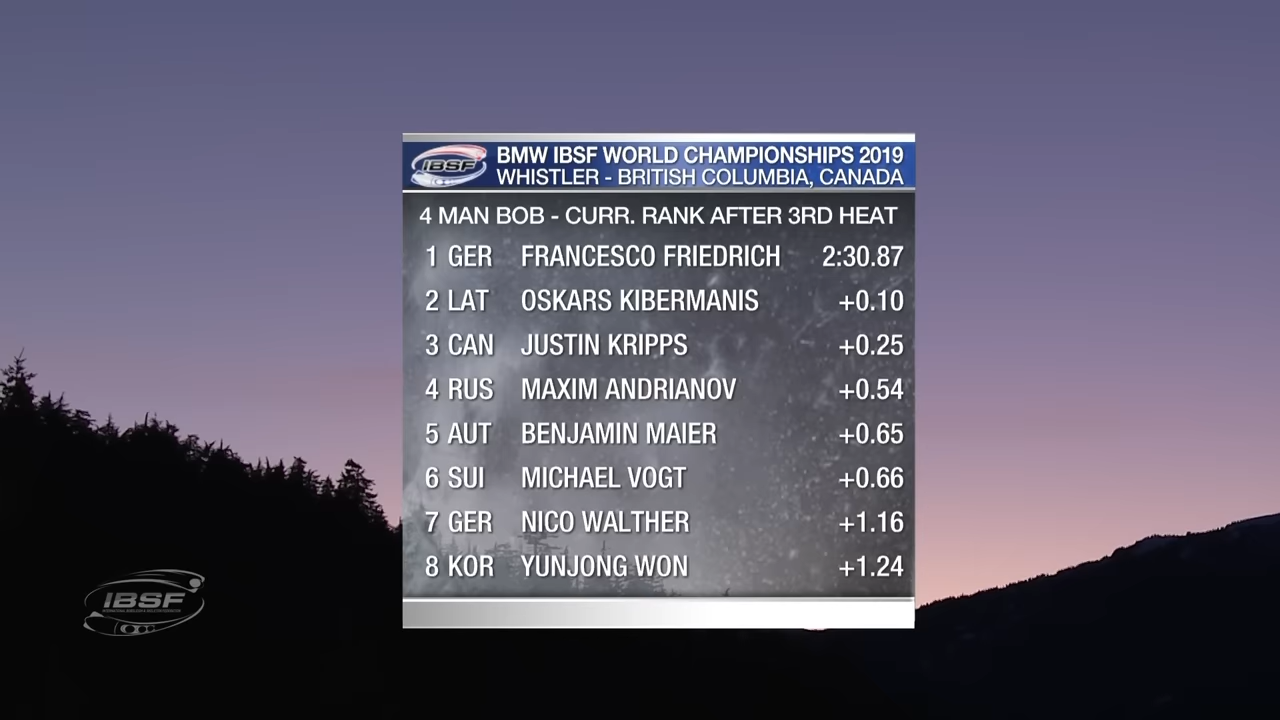 IBSF
BMW IBSF WORLD CHAMPIONSHIPS 2019
WHISTLER - BRITISH COLUMBIA, CANADA
4 MAN BOB - CURR. RANK AFTER 3RD HEAT
1 GER FRANCESCO FRIEDRICH 2:30.87
2 LAT OSKARS KIBERMANIS +0.10
3 CAN JUSTIN KRIPPS +0.25
4 RUS MAXIM ANDRIANOV +0.54
5 AUT BENJAMIN MAIER +0.65
6 SUI MICHAEL VOGT +0.66
7 GER NICO WALTHER +1.16
8 KOR YUNJONG WON +1.24
IBSF